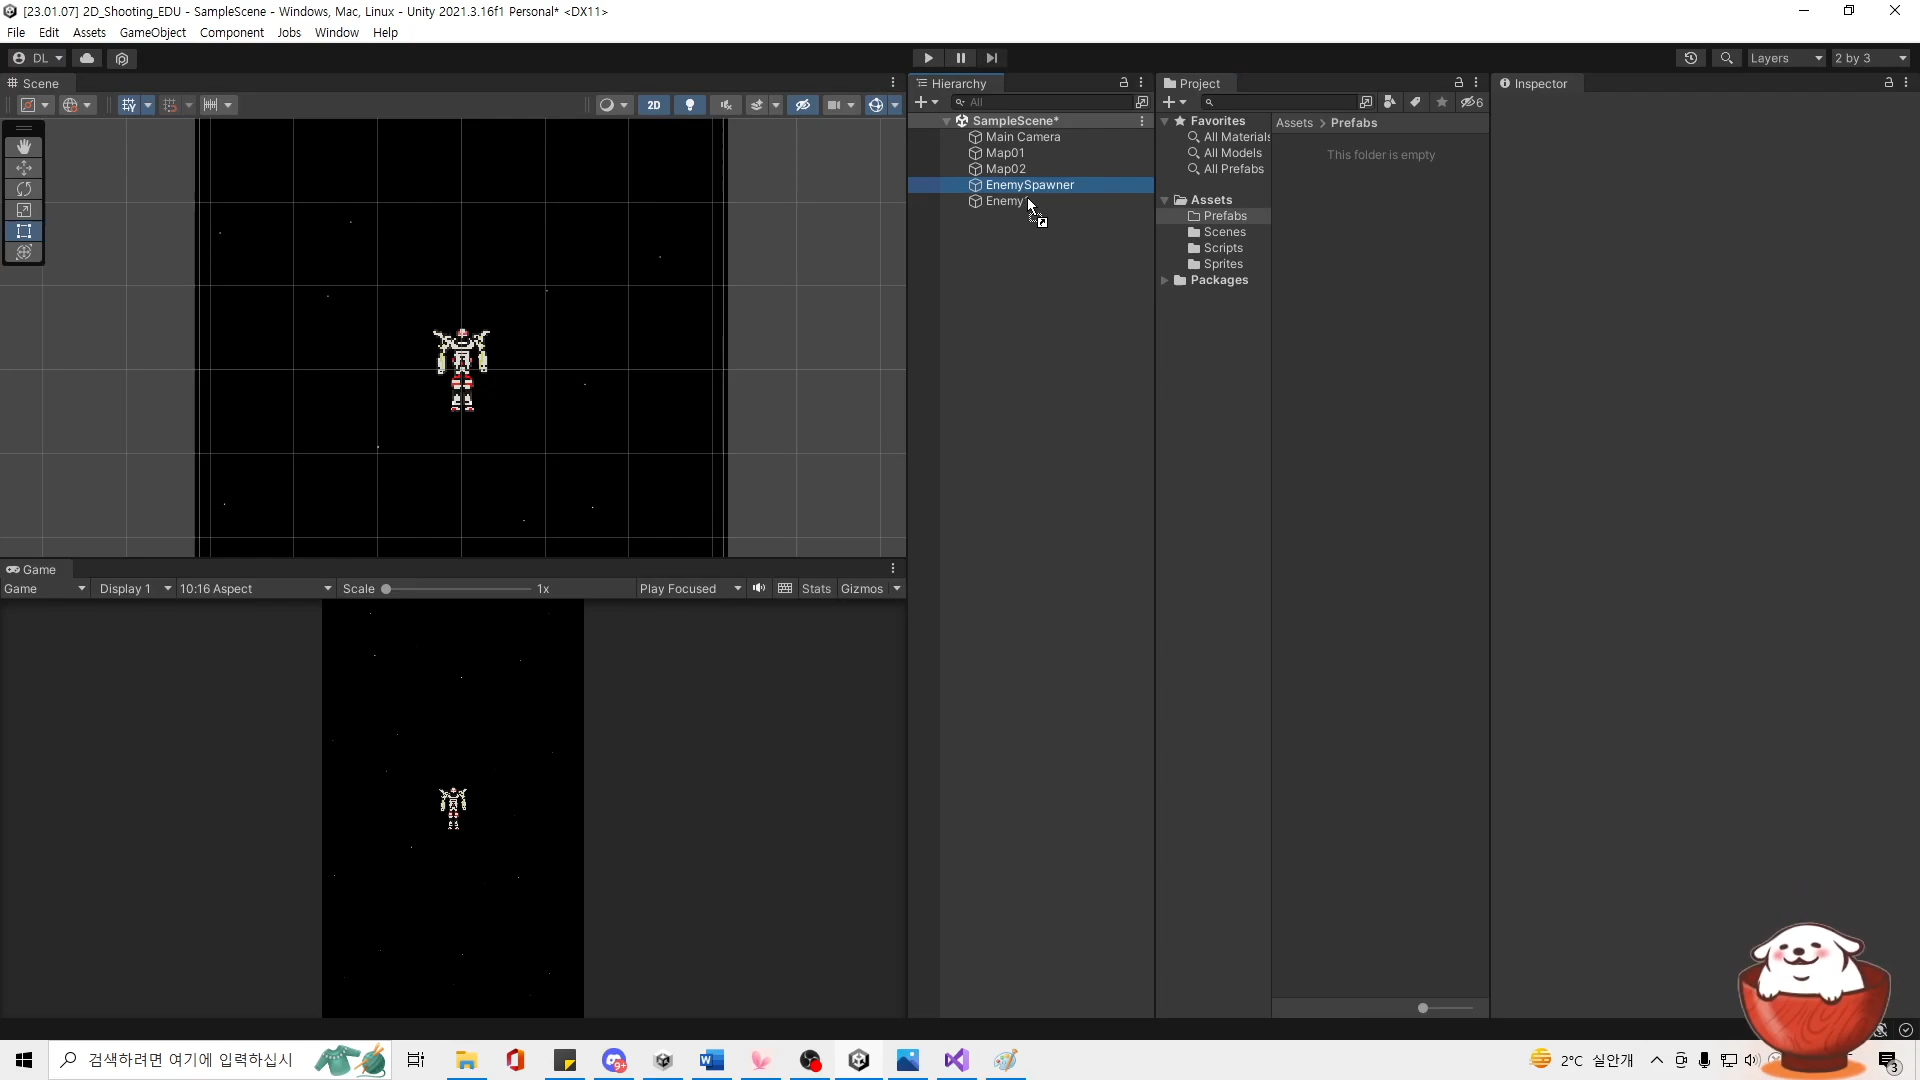 [23.01.07] 2D_Shooting_EDU - SampleScene - Windows, Mac, Linux - Unity 2021.3.16f1 Personal* <DX11>
File Edit Assets GameObject Component Jobs Window Help
DL
Layers
2 by 3
Scene
2D
Game
Game
Display 1
10:16 Aspect
Scale
1x
Play Focused
Stats
Gizmos
Hierarchy
All
SampleScene*
Main Camera
Map01
Map02
EnemySpawner
Enemy
Project
6
Favorites
All Materials
All Models
All Prefabs
Assets
Prefabs
Scenes
Scripts
Sprites
Packages
Assets > Prefabs
This folder is empty
Inspector
검색하려면 여기에 입력하십시
9+
2°C 실안개
3